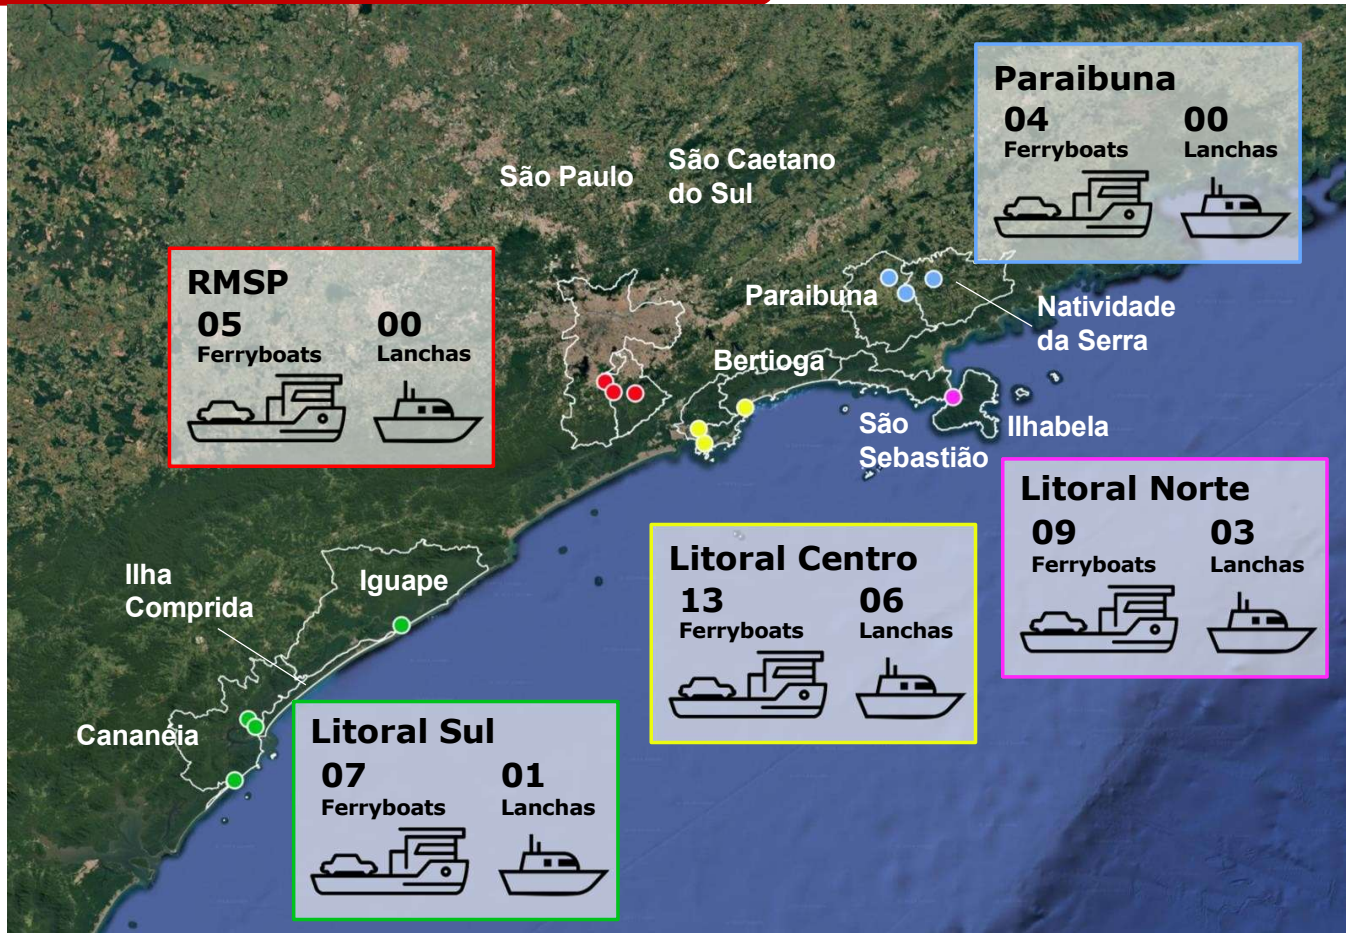 Paraibuna
04 00
Ferryboats Lanchas
São Paulo
São Caetano
do Sul
RMSP
05 00
Ferryboats Lanchas
Paraibuna
Natividade
da Serra
Bertioga
São
Sebastião
Ilhabela
Litoral Norte
09 03
Ferryboats Lanchas
Litoral Centro
13 06
Ferryboats Lanchas
Ilha
Comprida
Iguape
Cananéia
Litoral Sul
07 01
Ferryboats Lanchas